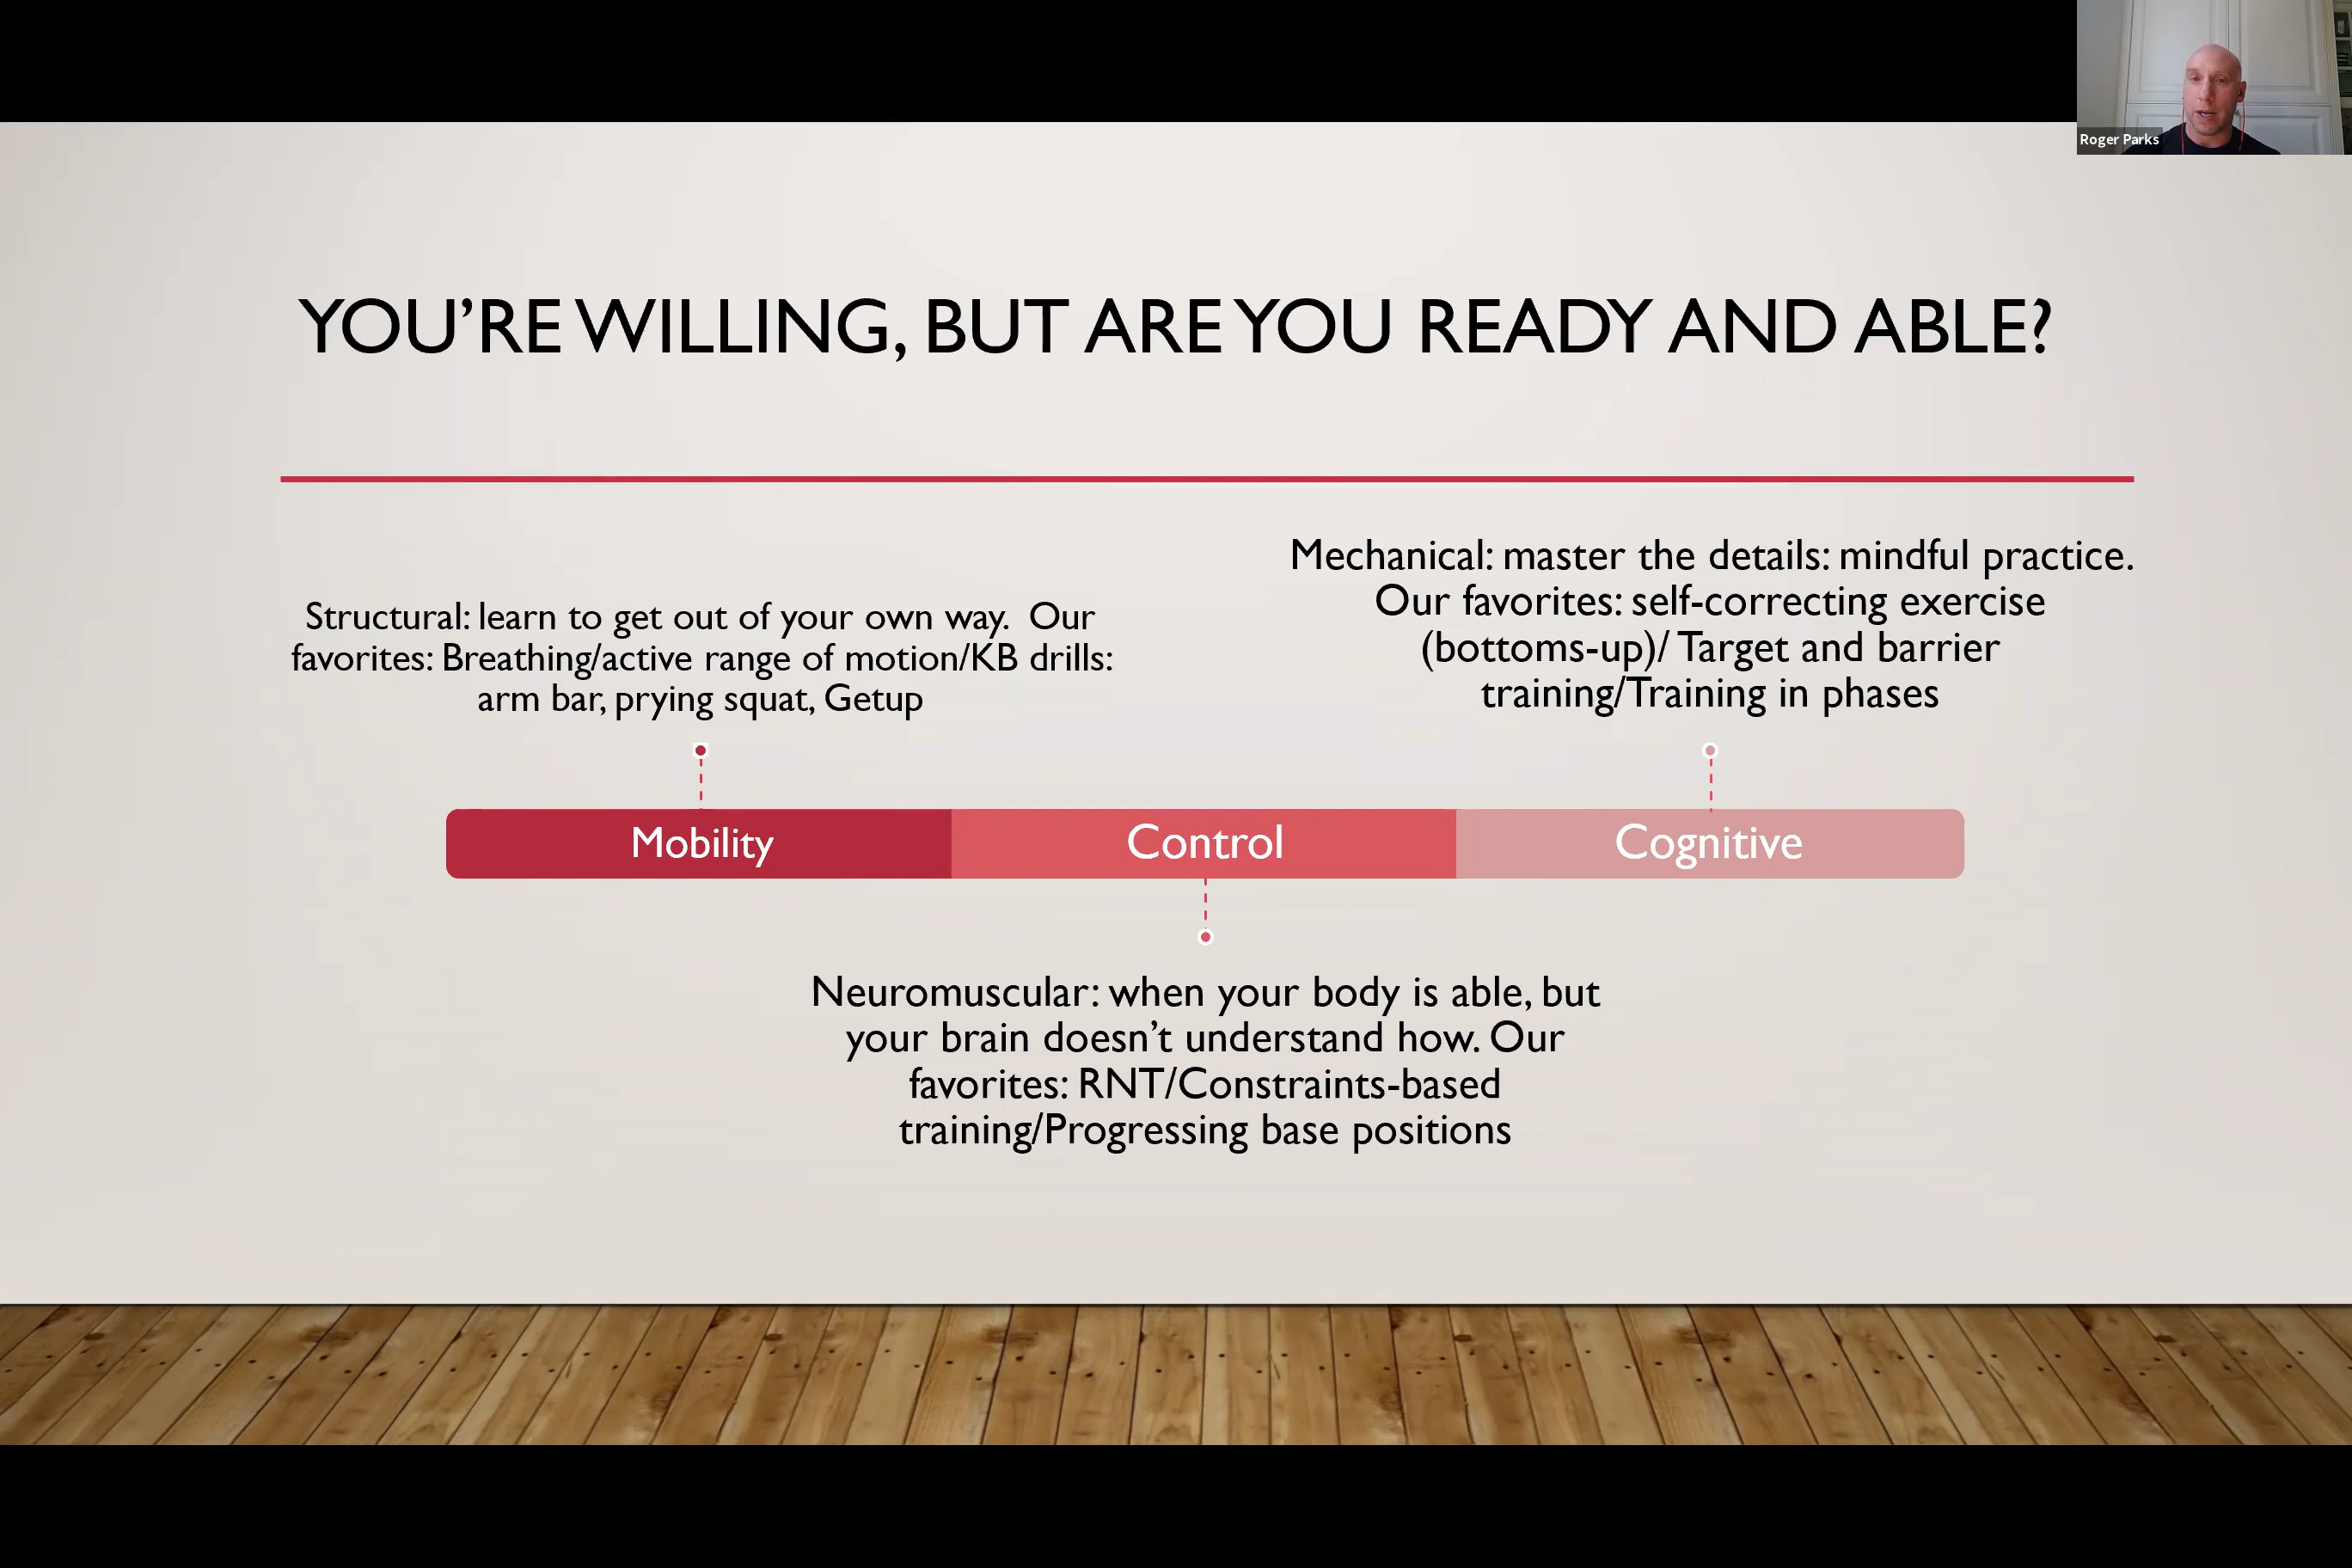 Roger Parks
YOU'RE WILLING, BUT ARE YOU READY AND ABLE?
Structural: learn to get out of your own way.  Our
favorites: Breathing/active range of motion/KB drills:
arm bar, prying squat, Getup
Mechanical: master the details: mindful practice.
Our favorites: self-correcting exercise
(bottoms-up)/ Target and barrier
training/Training in phases
Mobility
Control
Cognitive
Neuromuscular: when your body is able, but
your brain doesn't understand how. Our
favorites: RNT/Constraints-based
training/Progressing base positions